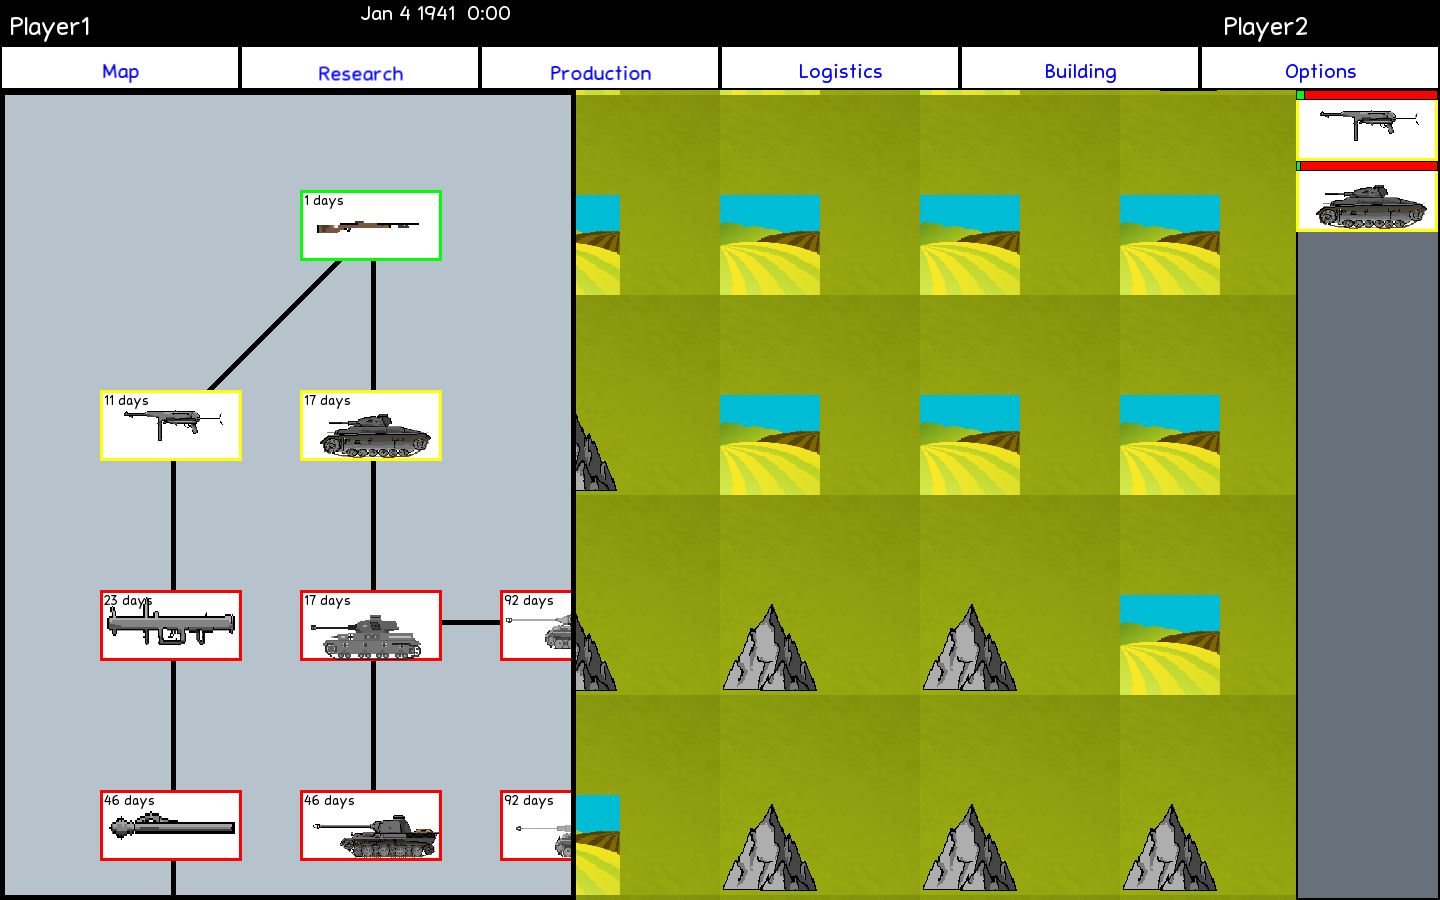 Player1
Jan 4 1941 0:00
Player2
Map
Research
Production
Logistics
Building
Options
1 days
11 days
17 days
23 days
17 days
92 days
46 days
46 days
92 days